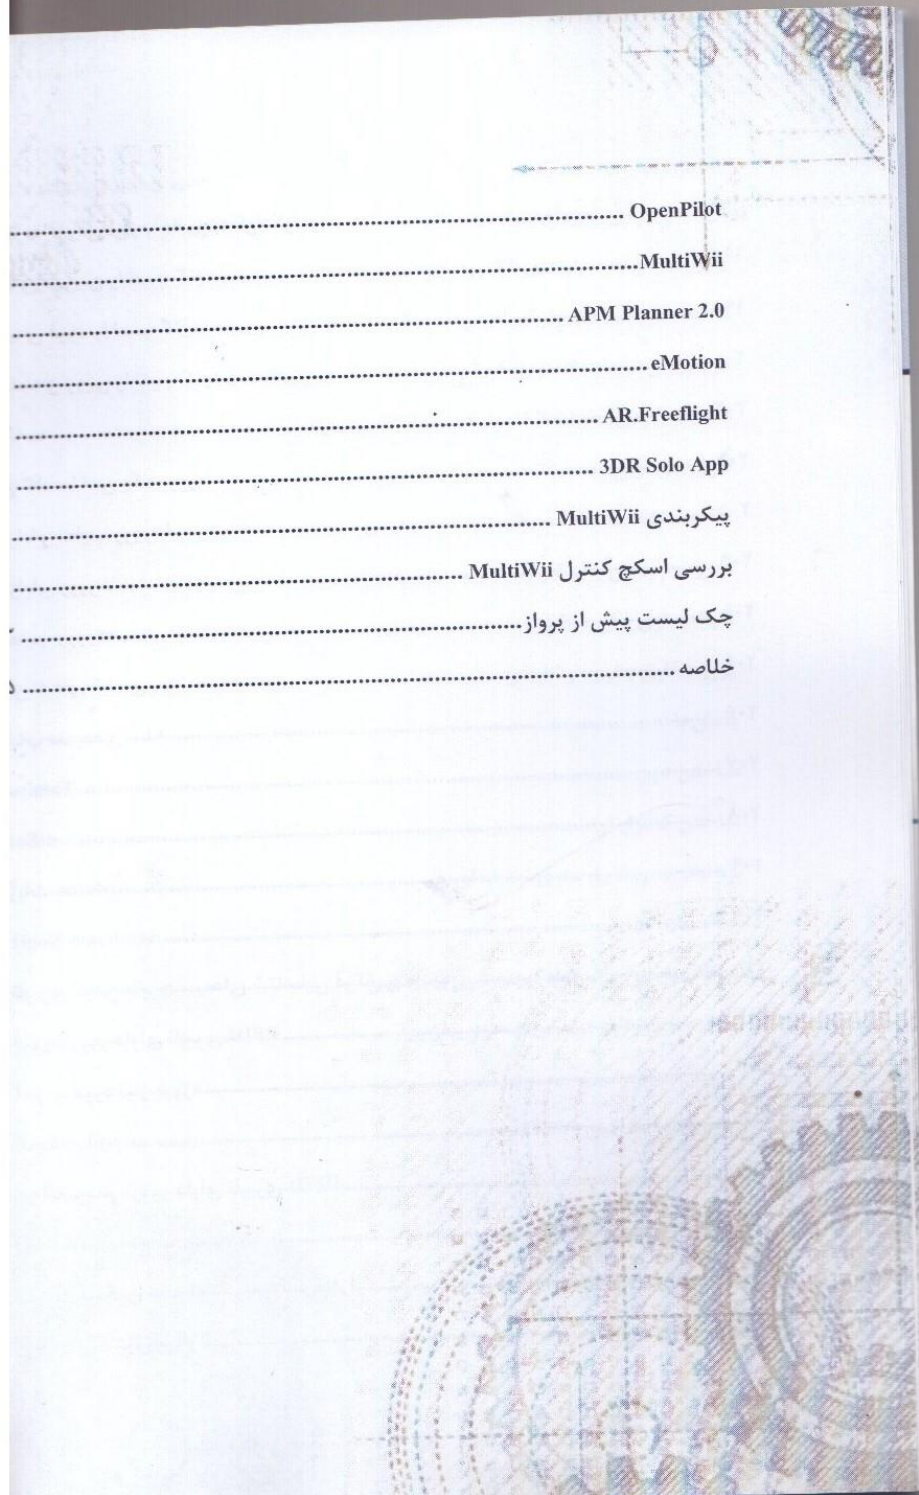 OpenPilot ................................................................
MultiWii ................................................................
APM Planner 2.0 ................................................................
eMotion ................................................................
AR.Freeflight ................................................................
3DR Solo App ................................................................
پیکربندی MultiWii ................................................................
بررسی اسکچ کنترل MultiWii ................................................................
چک لیست پیش از پرواز ................................................................
خلاصه ................................................................